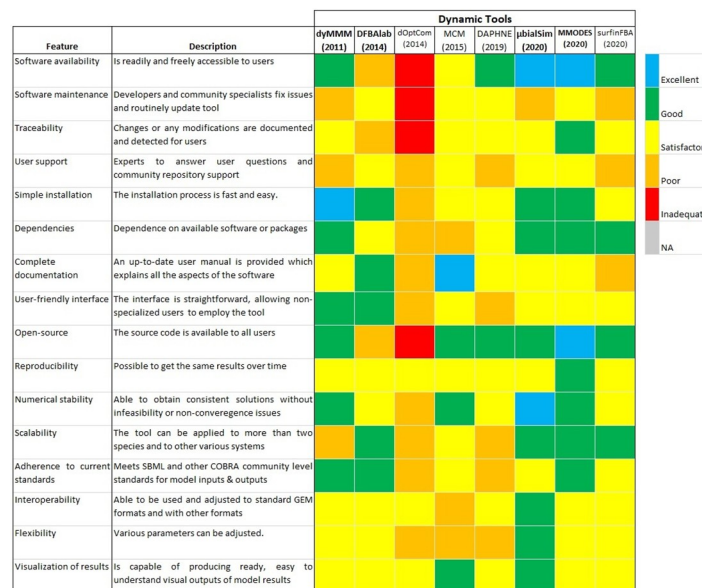 Dynamic Tools
Feature Description dyMMM (2011) DFBAlab (2014) dOptCom (2014) MCM (2015) DAPHNE (2019) µbialSim (2020) MMODES (2020) surfinFBA (2020)
Software availability Is readily and freely accessible to users
Excellent
Software maintenance Developers and community specialists fix issues
and routinely update tool
Good
Traceability Changes or any modifications are documented
and detected for users
Satisfactor
User support Experts to answer user questions and
community repository support
Poor
Simple installation The installation process is fast and easy.
Inadequat
Dependencies Dependence on available software or packages
NA
Complete An up-to-date user manual is provided which
documentation explains all the aspects of the software
User-friendly interface The interface is straightforward, allowing non-
specialized users to employ the tool
Open-source The source code is available to all users
Reproducibility Possible to get the same results over time
Numerical stability Able to obtain consistent solutions without
infeasibility or non-converegence issues
Scalability The tool can be applied to more than two
species and to other various systems
Adherence to current Meets SBML and other COBRA community level
standards standards for model inputs & outputs
Interoperability Able to be used and adjusted to standard GEM
formats and with other formats
Flexibility Various parameters can be adjusted.
Visualization of results Is capable of producing ready, easy to
understand visual outputs of model results